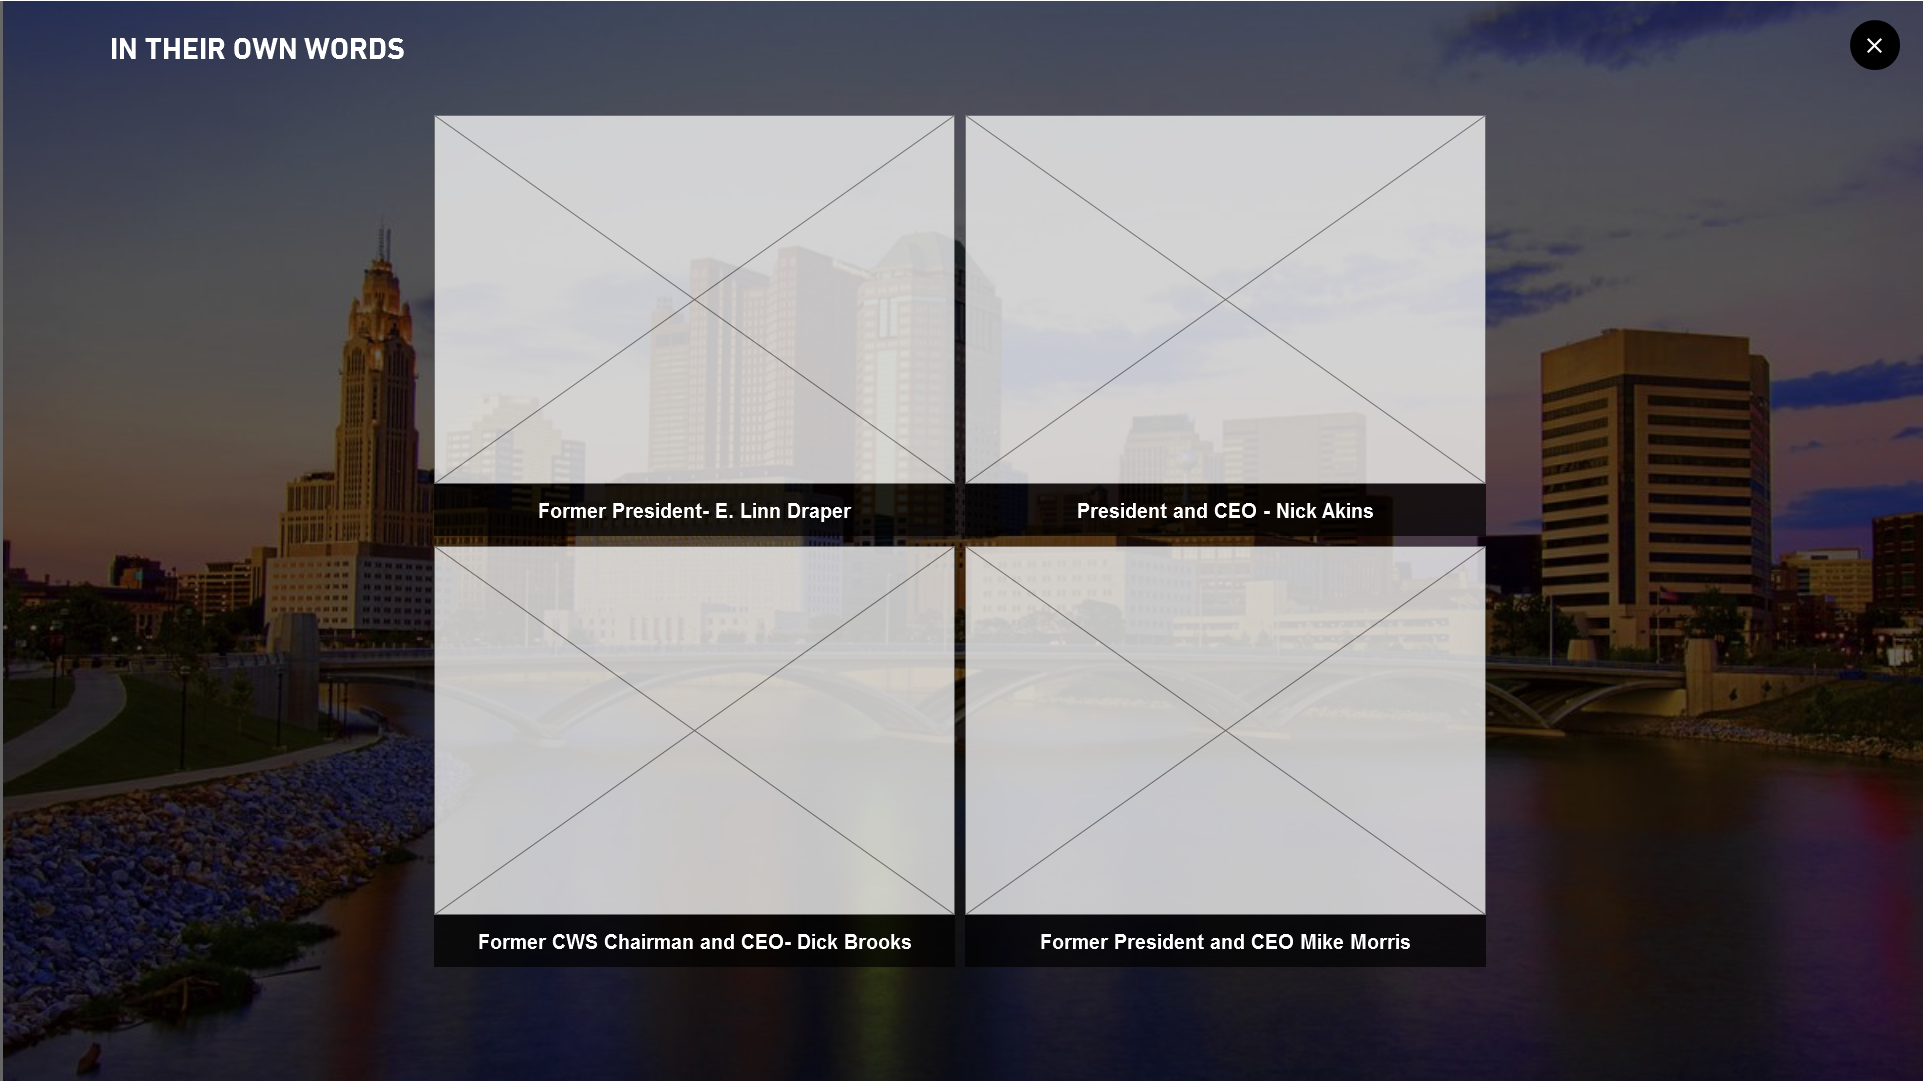 IN THEIR OWN WORDS
Former President- E. Linn Draper
President and CEO - Nick Akins
Former CWS Chairman and CEO- Dick Brooks
Former President and CEO Mike Morris